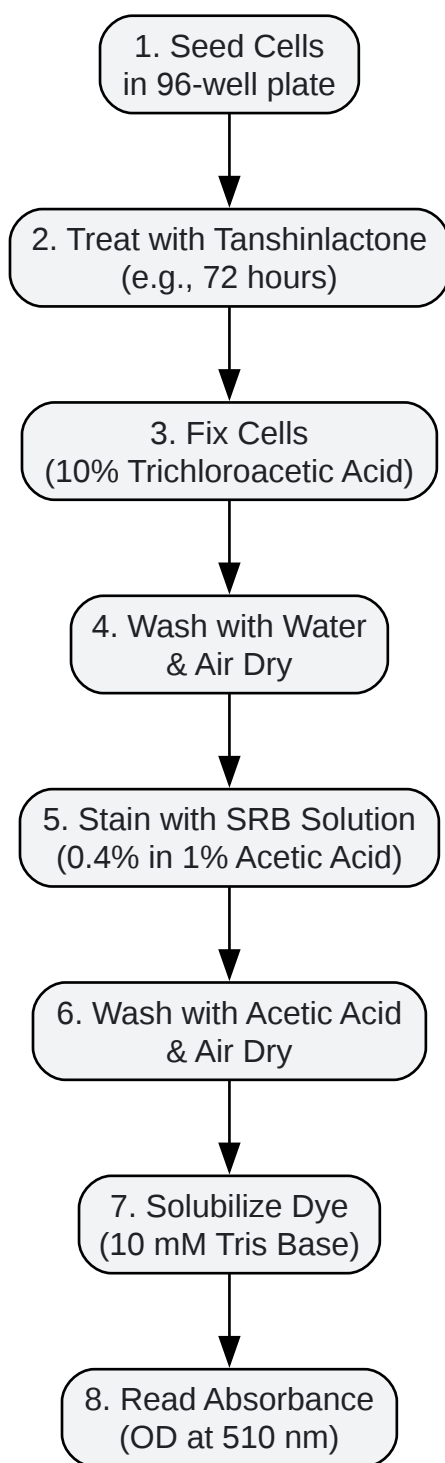 1. Seed Cells
in 96-well plate
2. Treat with Tanshinlactone
(e.g., 72 hours)
3. Fix Cells
(10% Trichloroacetic Acid)
4. Wash with Water
& Air Dry
5. Stain with SRB Solution
(0.4% in 1% Acetic Acid)
6. Wash with Acetic Acid
& Air Dry
7. Solubilize Dye
(10 mM Tris Base)
8. Read Absorbance
(OD at 510 nm)